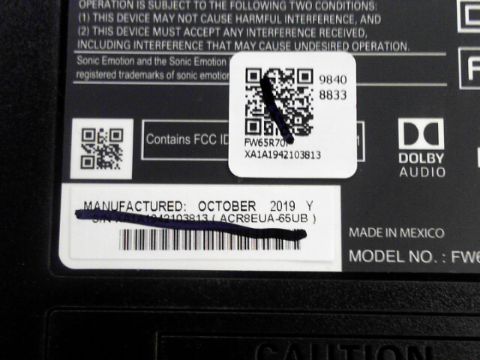 OPERATION IS SUBJECT TO THE FOLLOWING TWO CONDITIONS:
(1) THIS DEVICE MAY NOT CAUSE HARMFUL INTERFERENCE, AND
(2) THIS DEVICE MUST ACCEPT ANY INTERFERENCE RECEIVED,
INCLUDING INTERFERENCE THAT MAY CAUSE UNDESIRED OPERATION.
Sonic Emotion and the Sonic
registered trademarks of sonic emotion
9840
8833
FW65R70F
XA1A1942103813
Contains FCC ID
DOLBY
AUDIO
MANUFACTURED: OCTOBER 2019 Y
S/N XA1A1942103813 ( ACR8EUA-65UB )
MADE IN MEXICO
MODEL NO. : FW6
CAUTION